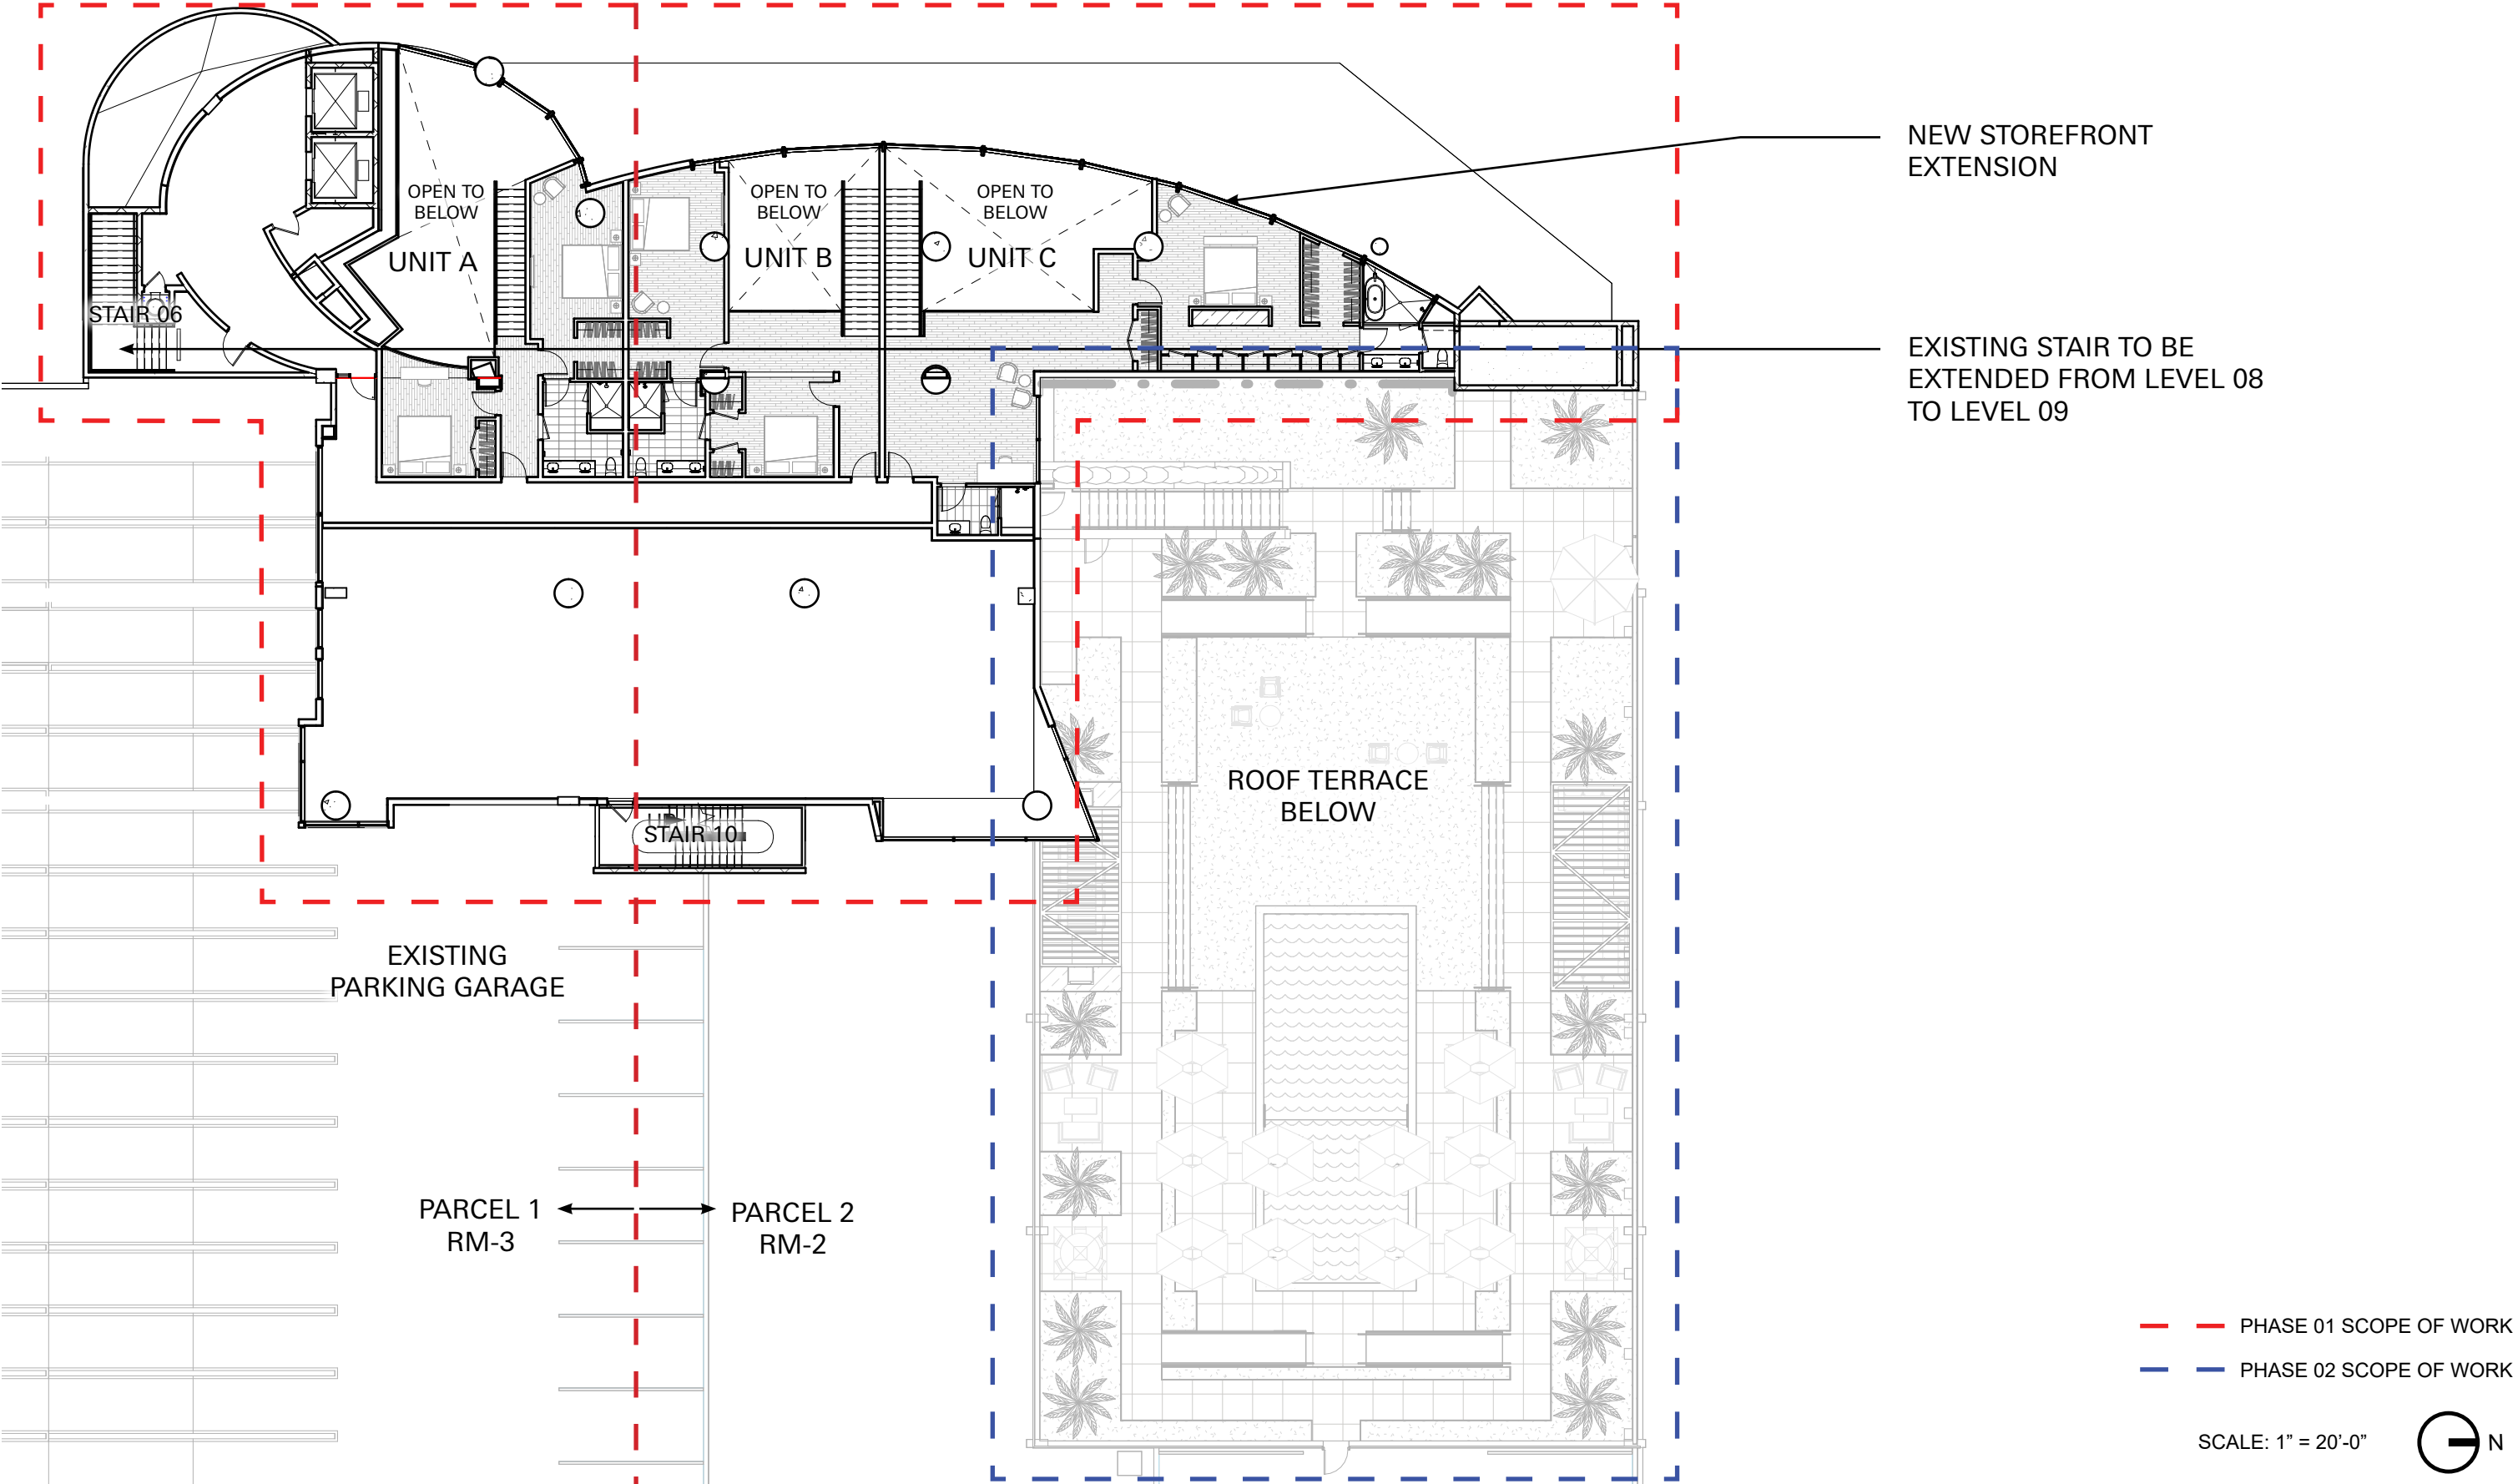 NEW STOREFRONT
EXTENSION
OPEN TO
BELOW
UNIT A
OPEN TO
BELOW
UNIT B
OPEN TO
BELOW
UNIT C
STAIR 06
EXISTING STAIR TO BE
EXTENDED FROM LEVEL 08
TO LEVEL 09
ROOF TERRACE
BELOW
UP
STAIR 10
EXISTING
PARKING GARAGE
PARCEL 1
RM-3
PARCEL 2
RM-2
PHASE 01 SCOPE OF WORK
PHASE 02 SCOPE OF WORK
SCALE: 1” = 20’-0”
N